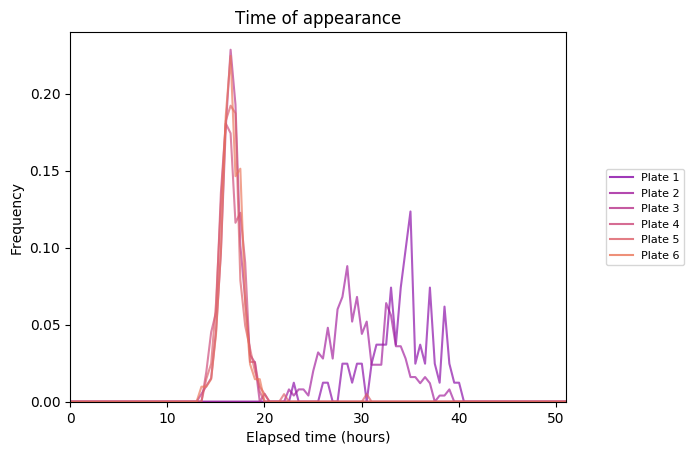 Time of appearance
Frequency
0.20
0.15
0.10
0.05
0.00
0
10
20
30
40
50
Elapsed time (hours)
Plate 1
Plate 2
Plate 3
Plate 4
Plate 5
Plate 6